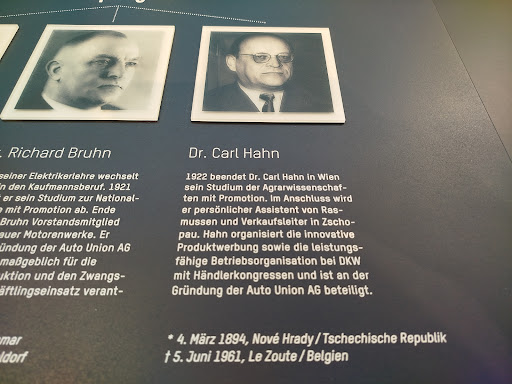 . Richard Bruhn
seiner Elektrikerlehre wechselt
in den Kaufmannsberuf. 1921
t er sein Studium zur National-
e mit Promotion ab. Ende
Bruhn Vorstandsmitglied
auer Motorenwerke. Er
ündung der Auto Union AG
maßgeblich für die
uktion und den Zwangs-
äftlingseinsatz verant-
mar
ldorf
Dr. Carl Hahn
1922 beendet Dr. Carl Hahn in Wien
sein Studium der Agrarwissenschaf-
ten mit Promotion. Im Anschluss wird
er persönlicher Assistent von Ras-
mussen und Verkaufsleiter in Zscho-
pau. Hahn organisiert die innovative
Produktwerbung sowie die leistungs-
fähige Betriebsorganisation bei DKW
mit Händlerkongressen und ist an der
Gründung der Auto Union AG beteiligt.
* 4. März 1894, Nové Hrady / Tschechische Republik
† 5. Juni 1961, Le Zoute / Belgien